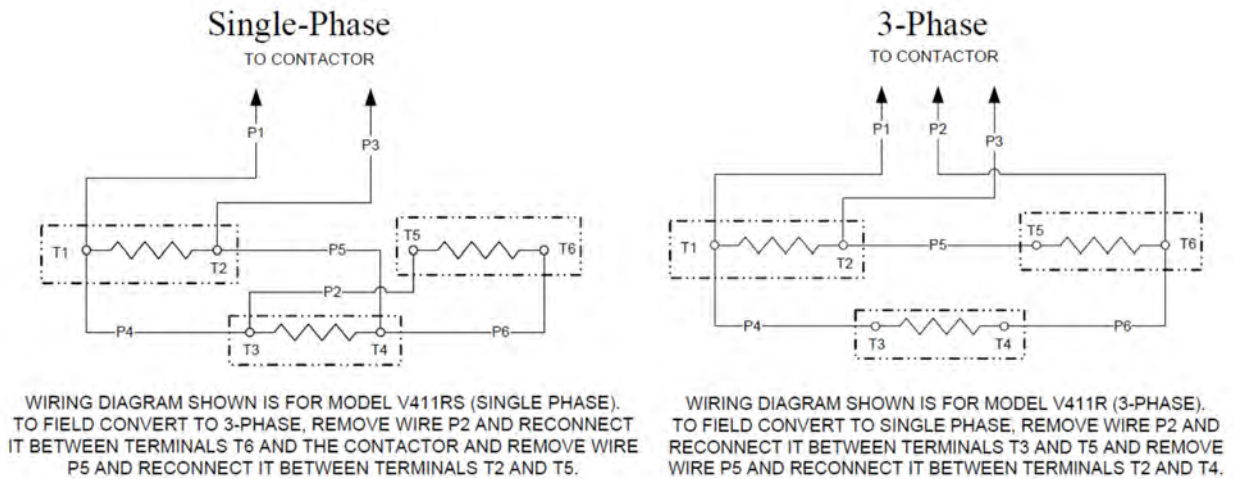 Single-Phase
TO CONTACTOR
P1
P3
T1
T2
P5
T5
T6
P2
P4
T3
T4
P6
WIRING DIAGRAM SHOWN IS FOR MODEL V411RS (SINGLE PHASE).
TO FIELD CONVERT TO 3-PHASE, REMOVE WIRE P2 AND RECONNECT
IT BETWEEN TERMINALS T6 AND THE CONTACTOR AND REMOVE WIRE
P5 AND RECONNECT IT BETWEEN TERMINALS T2 AND T5.
3-Phase
TO CONTACTOR
P1
P2
P3
T1
T2
P5
T5
T6
P4
T3
T4
P6
WIRING DIAGRAM SHOWN IS FOR MODEL V411R (3-PHASE).
TO FIELD CONVERT TO SINGLE PHASE, REMOVE WIRE P2 AND
RECONNECT IT BETWEEN TERMINALS T3 AND T5 AND REMOVE
WIRE P5 AND RECONNECT IT BETWEEN TERMINALS T2 AND T4.